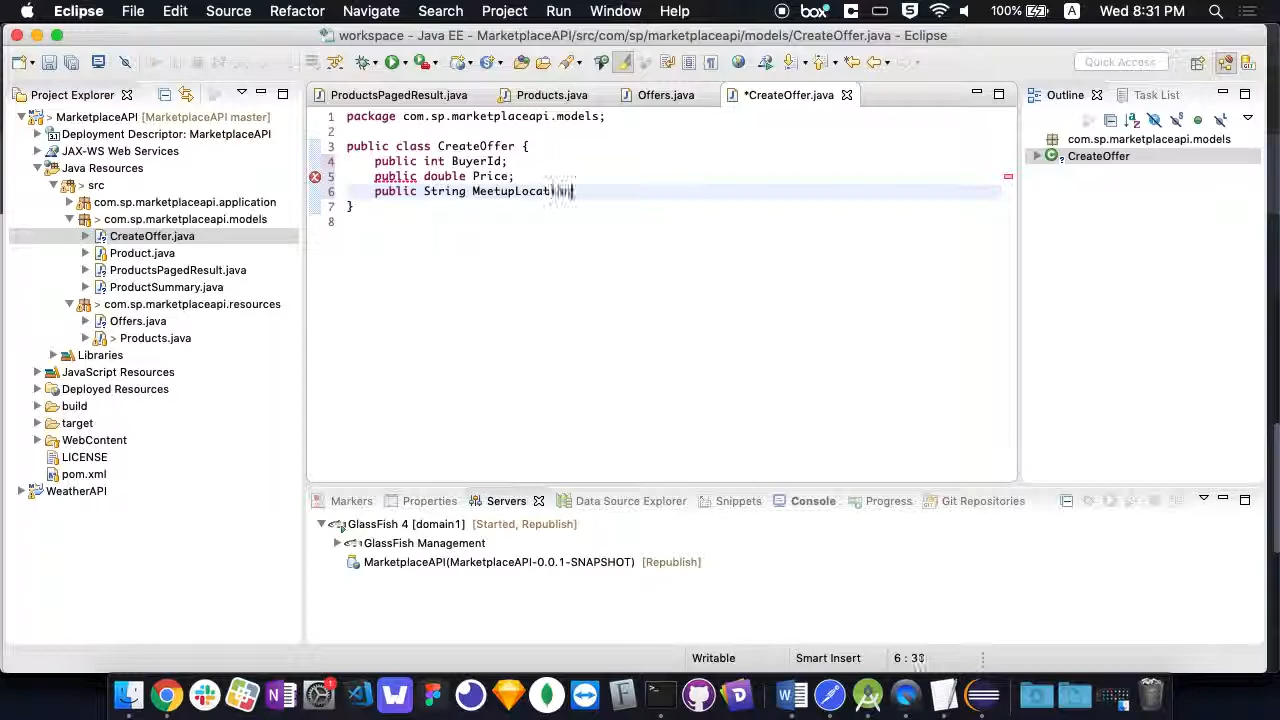 Eclipse File Edit Source Refactor Navigate Search Project Run Window Help box 5 100% A Wed 8:31 PM
workspace - Java EE - MarketplaceAPI/src/com/sp/marketplaceapi/models/CreateOffer.java - Eclipse
Quick Access
Project Explorer
ProductsPagedResult.java Products.java Offers.java *CreateOffer.java
Outline Task List
> MarketplaceAPI [MarketplaceAPI master]
Deployment Descriptor: MarketplaceAPI
JAX-WS Web Services
Java Resources
> src
com.sp.marketplaceapi.application
> com.sp.marketplaceapi.models
CreateOffer.java
Product.java
ProductsPagedResult.java
ProductSummary.java
> com.sp.marketplaceapi.resources
Offers.java
> Products.java
Libraries
JavaScript Resources
Deployed Resources
build
target
WebContent
LICENSE
pom.xml
WeatherAPI
1 package com.sp.marketplaceapi.models;
2
3 public class CreateOffer {
4 public int BuyerId;
5 public double Price;
6 public String
7 }
8
com.sp.marketplaceapi.models
CreateOffer
Markers Properties Servers Data Source Explorer Snippets Console Progress Git Repositories
GlassFish 4 [domain1] [Started, Republish]
GlassFish Management
MarketplaceAPI(MarketplaceAPI-0.0.1-SNAPSHOT) [Republish]
Writable Smart Insert